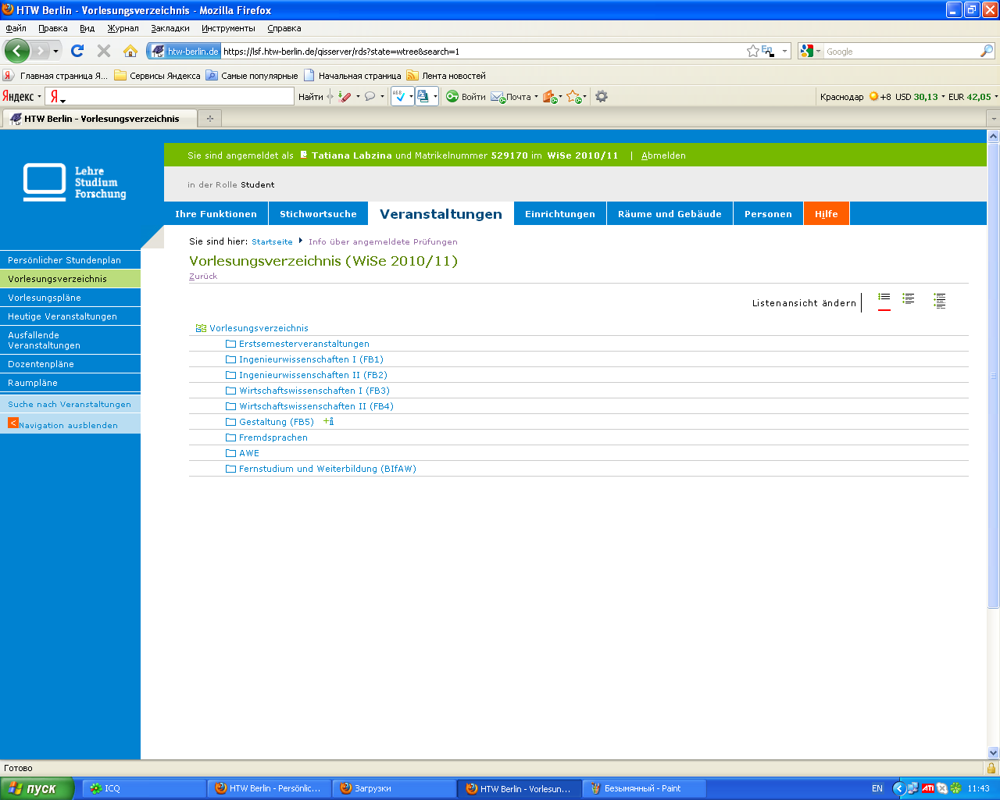 HTW Berlin - Vorlesungsverzeichnis - Mozilla Firefox
Файл Правка Вид Журнал Закладки Инструменты Справка
htw-berlin.de https://lsf.htw-berlin.de/qisserver/rds?state=wtree&search=1 En Google
Главная страница Я... Сервисы Яндекса Самые популярные Начальная страница Лента новостей
Яндекс Я Найти Войти Почта Краснодар +8 USD 30,13 EUR 42,05
HTW Berlin - Vorlesungsverzeichnis
Lehre
Studium
Forschung
Sie sind angemeldet als Tatiana Labzina und Matrikelnummer 529170 im WiSe 2010/11 | Abmelden
in der Rolle Student
Ihre Funktionen Stichwortsuche Veranstaltungen Einrichtungen Räume und Gebäude Personen Hilfe
Persönlicher Stundenplan
Vorlesungsverzeichnis
Vorlesungspläne
Heutige Veranstaltungen
Ausfallende
Veranstaltungen
Dozentenpläne
Raumpläne
Suche nach Veranstaltungen
< Navigation ausblenden
Sie sind hier: Startseite Info über angemeldete Prüfungen
Vorlesungsverzeichnis (WiSe 2010/11)
Zurück
Listenansicht ändern
Vorlesungsverzeichnis
Erstsemesterveranstaltungen
Ingenieurwissenschaften I (FB1)
Ingenieurwissenschaften II (FB2)
Wirtschaftswissenschaften I (FB3)
Wirtschaftswissenschaften II (FB4)
Gestaltung (FB5)
Fremdsprachen
AWE
Fernstudium und Weiterbildung (BIfAW)
Готово
пуск ICQ HTW Berlin - Persönlic... Загрузки HTW Berlin - Vorlesun... Безымянный - Paint EN ATI 11:43